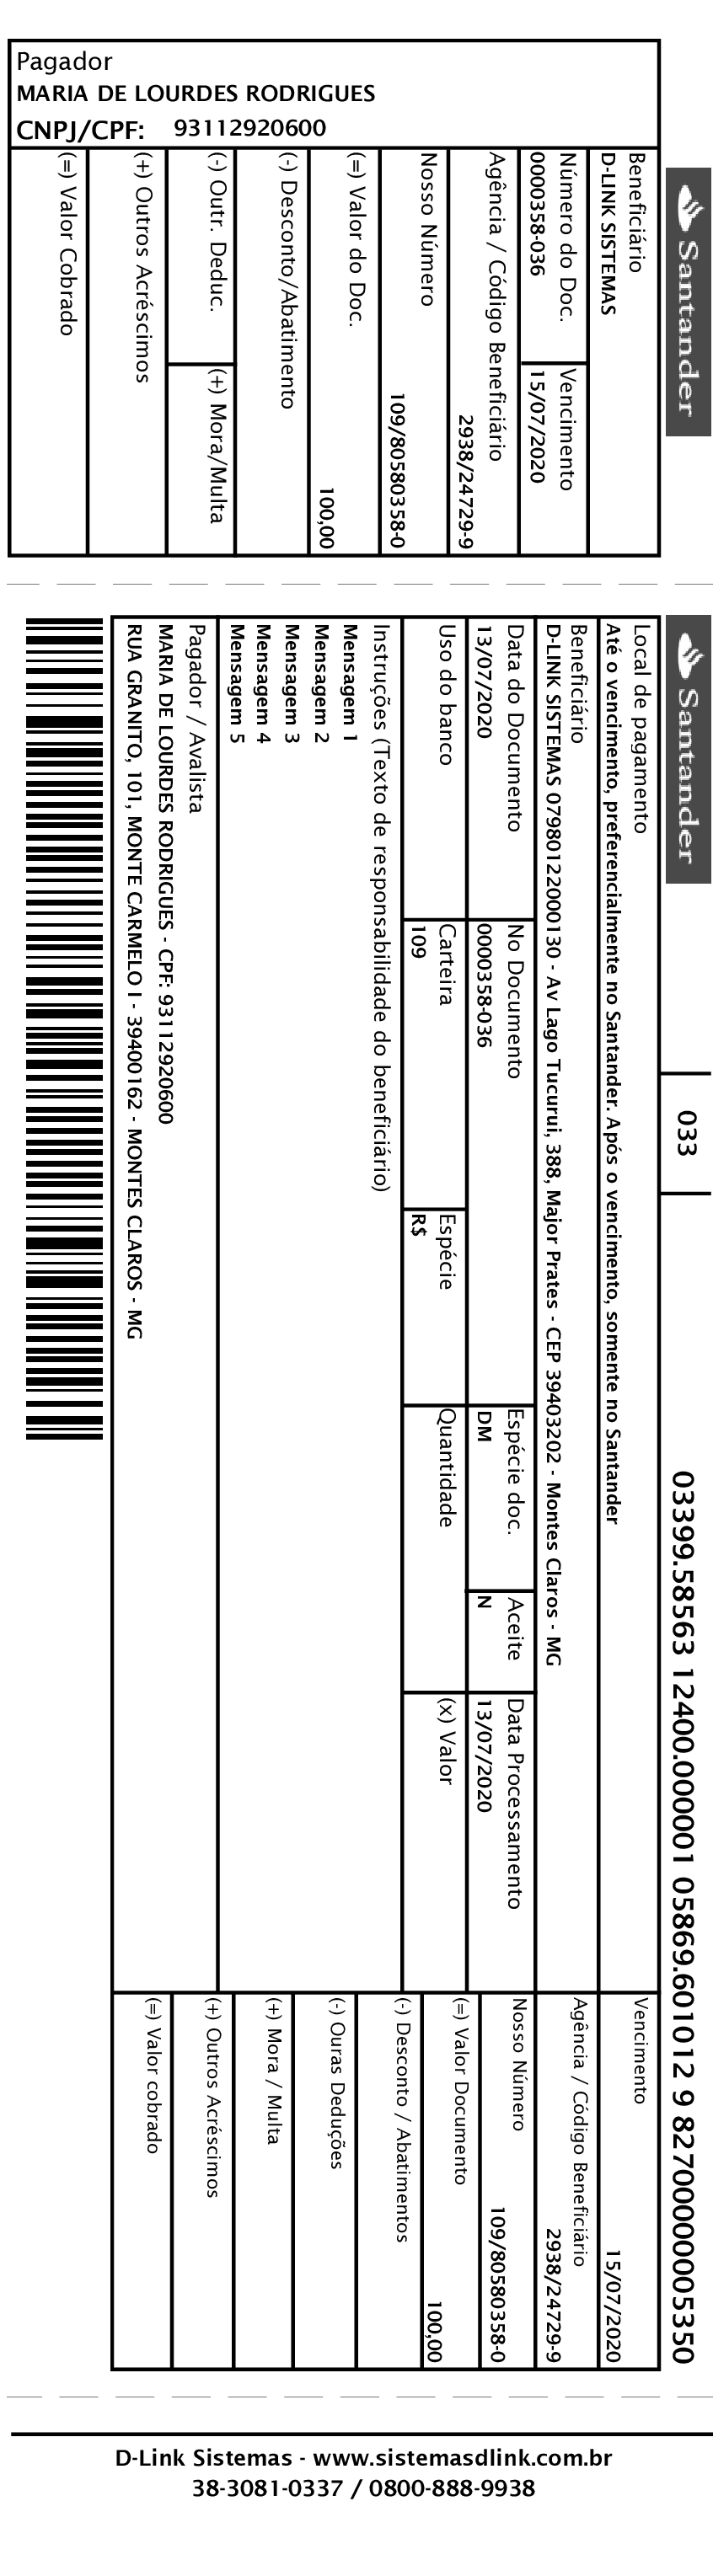 Pagador
MARIA DE LOURDES RODRIGUES
CNPJ/CPF: 93112920600
Santander
Beneficiário
D-LINK SISTEMAS
Número do Doc. Vencimento
0000358-036 15/07/2020
Agência / Código Beneficiário
2938/24729-9
Nosso Número
109/80580358-0
(=) Valor do Doc.
100,00
(-) Desconto/Abatimento
(-) Outr. Deduc. (+) Mora/Multa
(+) Outros Acréscimos
(=) Valor Cobrado
Santander 033 03399.58563 12400.000001 05869.601012 9 82700000005350
Local de pagamento Vencimento
Até o vencimento, preferencialmente no Santander. Após o vencimento, somente no Santander 15/07/2020
Beneficiário Agência / Código Beneficiário
D-LINK SISTEMAS 07980122000130 - Av Lago Tucurui, 388, Major Prates - CEP 39403202 - Montes Claros - MG 2938/24729-9
Data do Documento No Documento Espécie doc. Aceite Data Processamento Nosso Número
13/07/2020 0000358-036 DM N 13/07/2020 109/80580358-0
Uso do banco Carteira Espécie Quantidade (x) Valor (=) Valor Documento
109 R$ 100,00
Instruções (Texto de responsabilidade do beneficiário) (-) Desconto / Abatimentos
Mensagem 1
Mensagem 2 (-) Ouras Deduções
Mensagem 3
Mensagem 4 (+) Mora / Multa
Mensagem 5
Pagador / Avalista (+) Outros Acréscimos
MARIA DE LOURDES RODRIGUES - CPF: 93112920600 (=) Valor cobrado
RUA GRANITO, 101, MONTE CARMELO I - 39400162 - MONTES CLAROS - MG
D-Link Sistemas - www.sistemasdlink.com.br
38-3081-0337 / 0800-888-9938